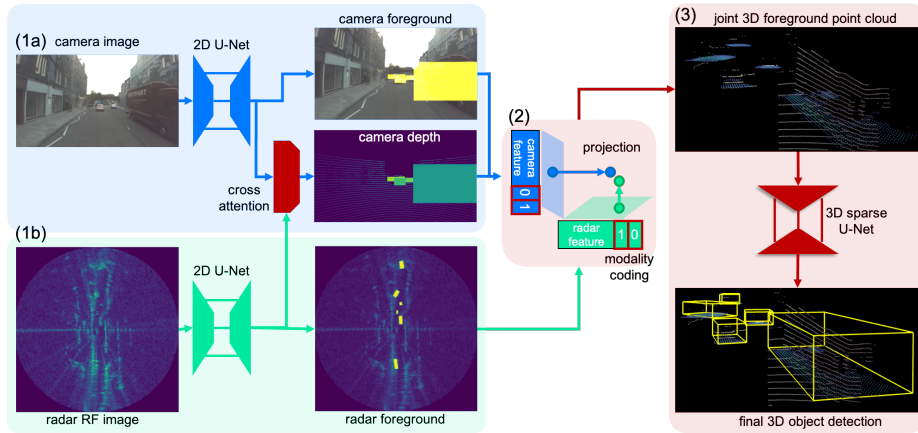 (1a)
camera image
2D U-Net
camera foreground
camera depth
cross
attention
(1b)
2D U-Net
radar RF image
radar foreground
(2)
camera
feature
0
1
projection
radar
feature
1 0
modality
coding
(3)
joint 3D foreground point cloud
3D sparse
U-Net
final 3D object detection